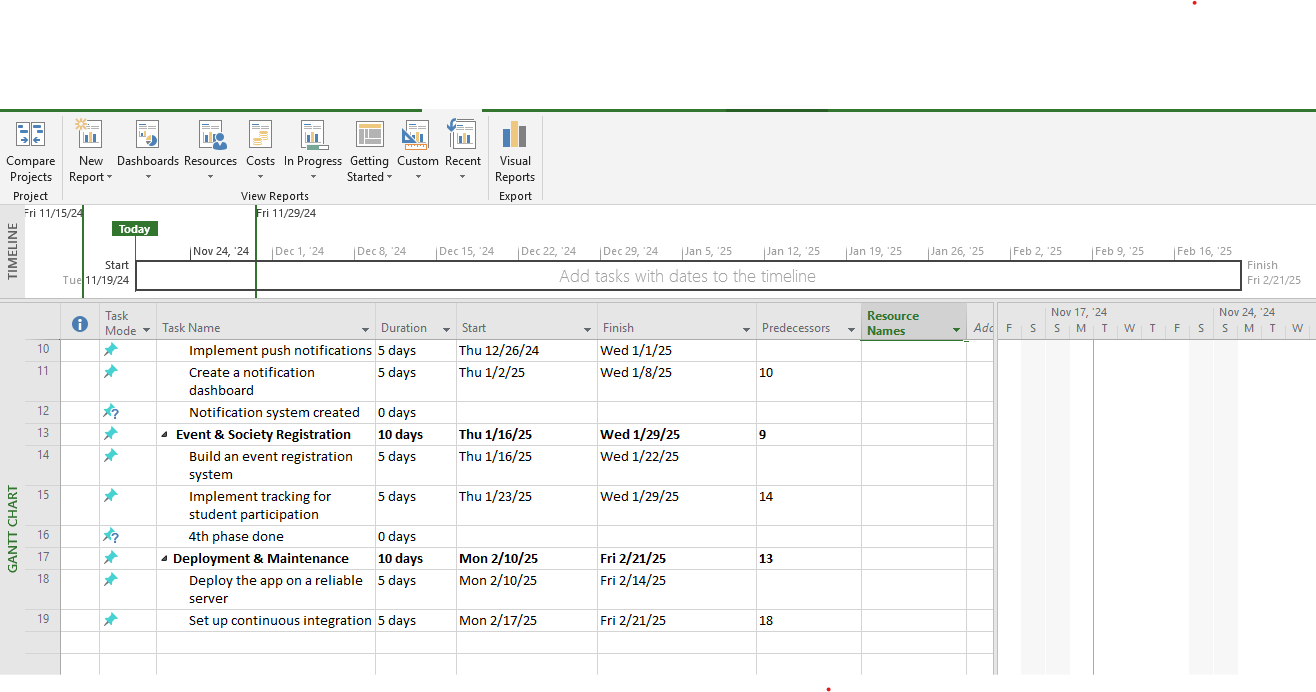 Compare Projects
New Report
Dashboards
Resources
Costs
In Progress
Getting Started
Custom
Recent
Visual Reports
Project
View Reports
Export
TIMELINE
Fri 11/15/24
Fri 11/29/24
Today
Nov 24, '24 Dec 1, '24 Dec 8, '24 Dec 15, '24 Dec 22, '24 Dec 29, '24 Jan 5, '25 Jan 12, '25 Jan 19, '25 Jan 26, '25 Feb 2, '25 Feb 9, '25 Feb 16, '25
Start
Tue 11/19/24
Add tasks with dates to the timeline
Finish
Fri 2/21/25
GANTT CHART
Task Mode Task Name Duration Start Finish Predecessors Resource Names Add
Nov 17, '24 Nov 24, '24
F S S M T W T F S S M T W
10 Implement push notifications 5 days Thu 12/26/24 Wed 1/1/25
11 Create a notification dashboard 5 days Thu 1/2/25 Wed 1/8/25 10
12 Notification system created 0 days
13 Event & Society Registration 10 days Thu 1/16/25 Wed 1/29/25 9
14 Build an event registration system 5 days Thu 1/16/25 Wed 1/22/25
15 Implement tracking for student participation 5 days Thu 1/23/25 Wed 1/29/25 14
16 4th phase done 0 days
17 Deployment & Maintenance 10 days Mon 2/10/25 Fri 2/21/25 13
18 Deploy the app on a reliable server 5 days Mon 2/10/25 Fri 2/14/25
19 Set up continuous integration 5 days Mon 2/17/25 Fri 2/21/25 18